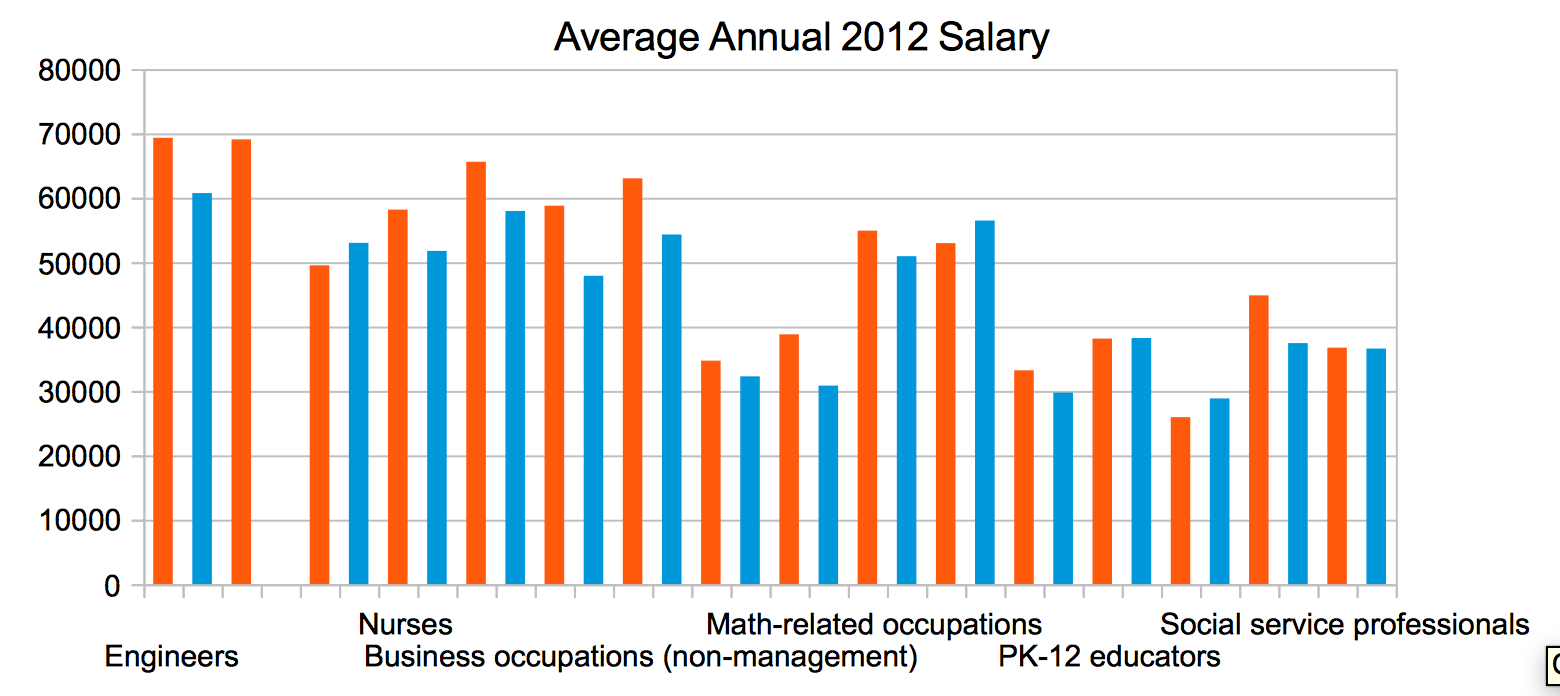 Average Annual 2012 Salary
80000
70000
60000
50000
40000
30000
20000
10000
0
Nurses
Math-related occupations
Social service professionals
Engineers
Business occupations (non-management)
PK-12 educators